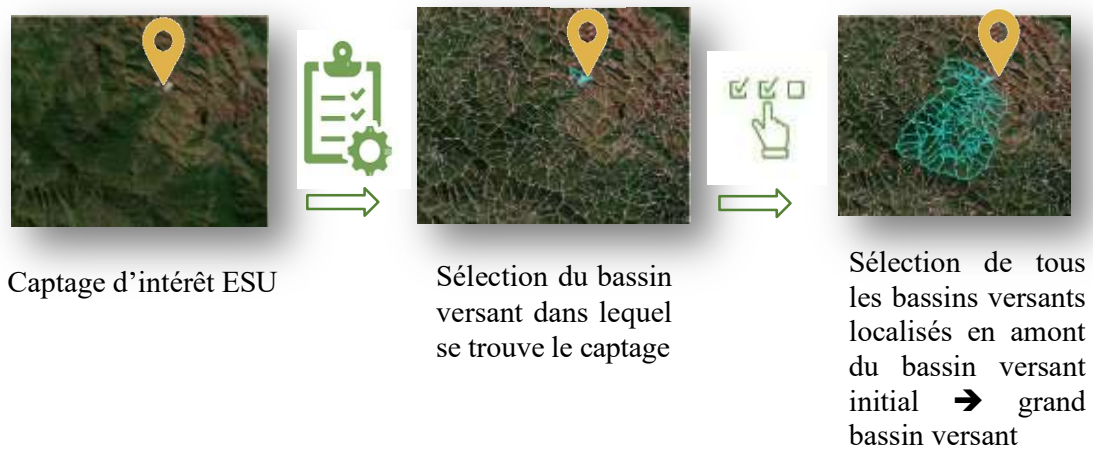 Captage d’intérêt ESU
Sélection du bassin
versant dans lequel
se trouve le captage
Sélection de tous
les bassins versants
localisés en amont
du bassin versant
initial ➔ grand
bassin versant